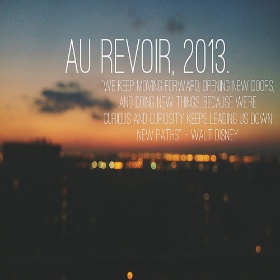 AU REVOIR, 2013.
"WE KEEP MOVING FORWARD, OPENING NEW DOORS,
AND DOING NEW THINGS, BECAUSE WE'RE
CURIOUS AND CURIOSITY KEEPS LEADING US DOWN
NEW PATHS" - WALT DISNEY